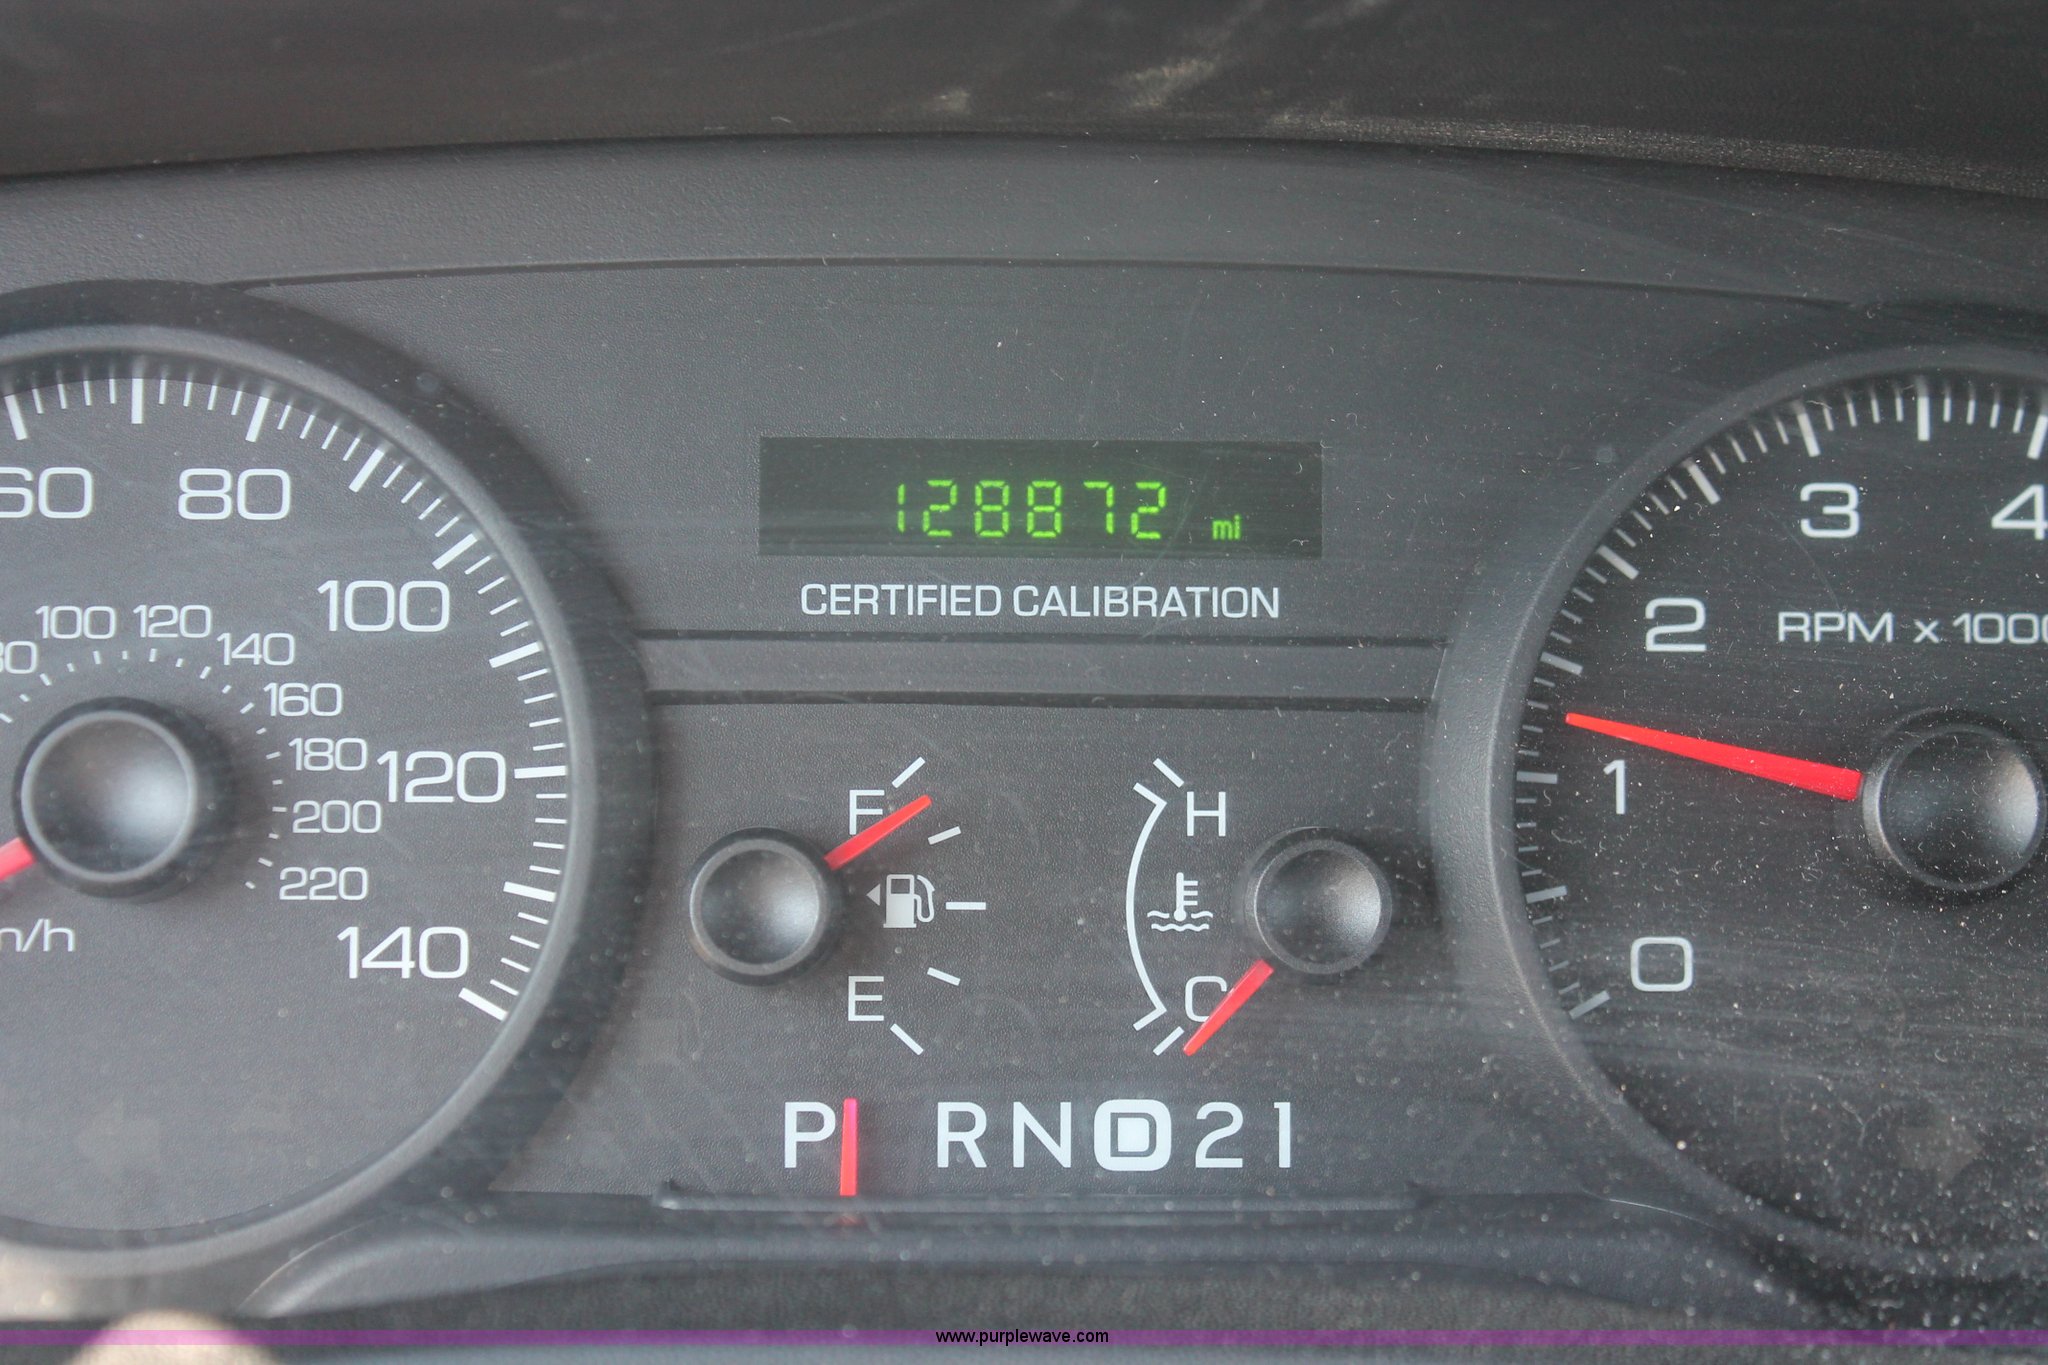 128872 mi
CERTIFIED CALIBRATION
60 80 100 120 140
80 100 120 140 160 180 200 220
m/h
F
E
H
C
P R N D 2 1
0 1 2 3 4
RPM x 1000
www.purplewave.com